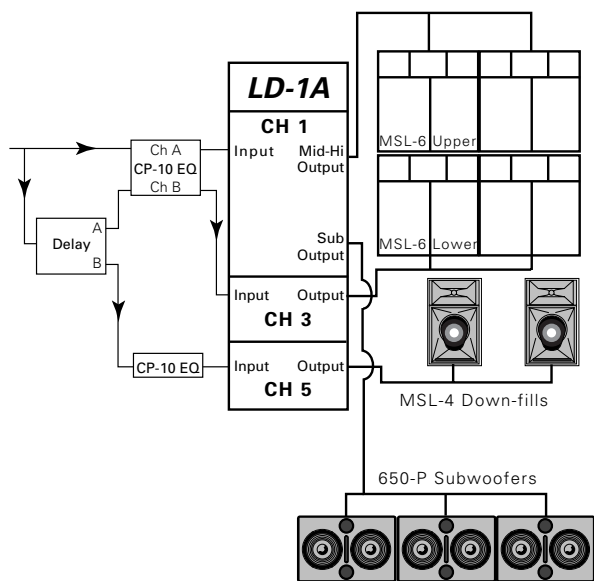 LD-1A
CH 1
Ch A
CP-10 EQ
Ch B
Input
Mid-Hi
Output
MSL-6 Upper
A
Delay
B
Sub
Output
MSL-6 Lower
Input
Output
CH 3
CP-10 EQ
Input
Output
CH 5
MSL-4 Down-fills
650-P Subwoofers